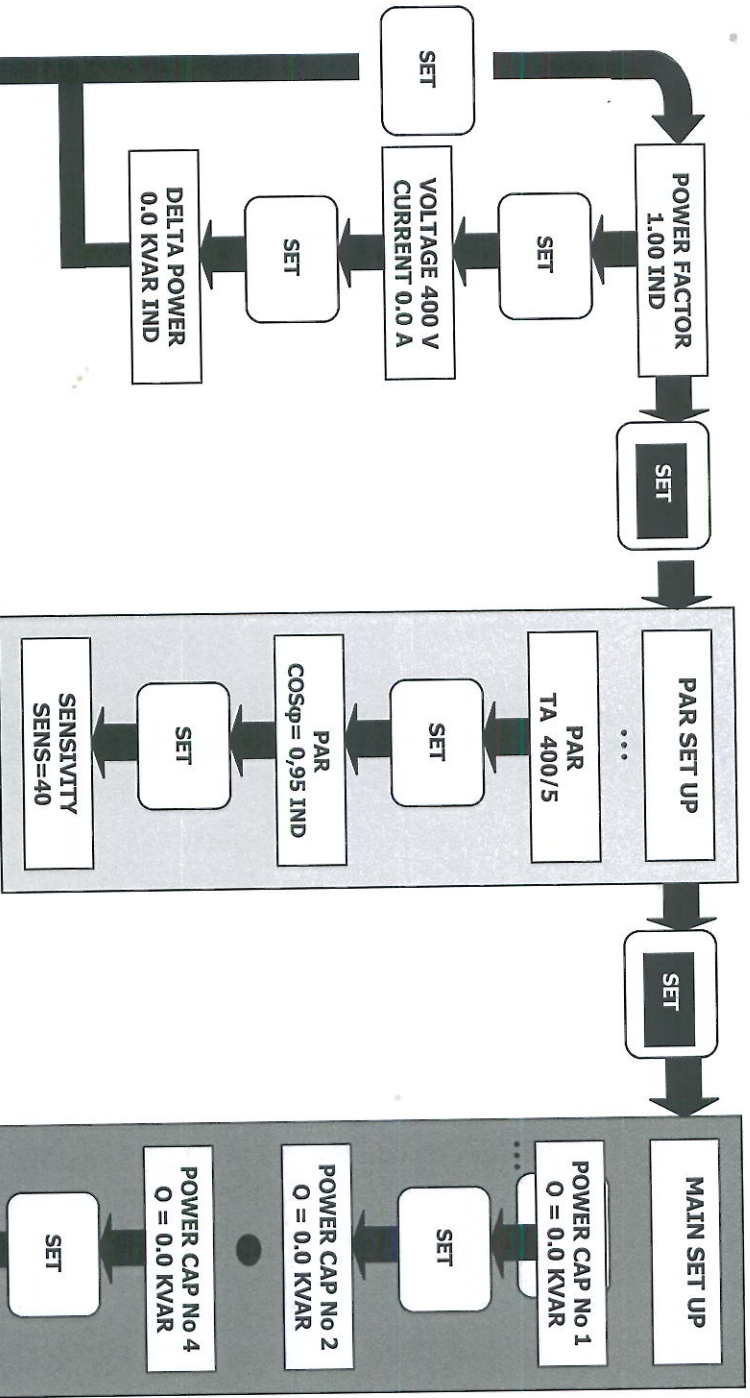 POWER FACTOR
1.00 IND
SET
VOLTAGE 400 V
CURRENT 0.0 A
SET
DELTA POWER
0.0 KVAR IND
SET
SET
PAR SET UP
...
PAR
TA 400/5
SET
PAR
COSφ= 0,95 IND
SET
SENSIVITY
SENS=40
SET
MAIN SET UP
...
POWER CAP No 1
Q = 0.0 KVAR
SET
POWER CAP No 2
Q = 0.0 KVAR
POWER CAP No 4
Q = 0.0 KVAR
SET